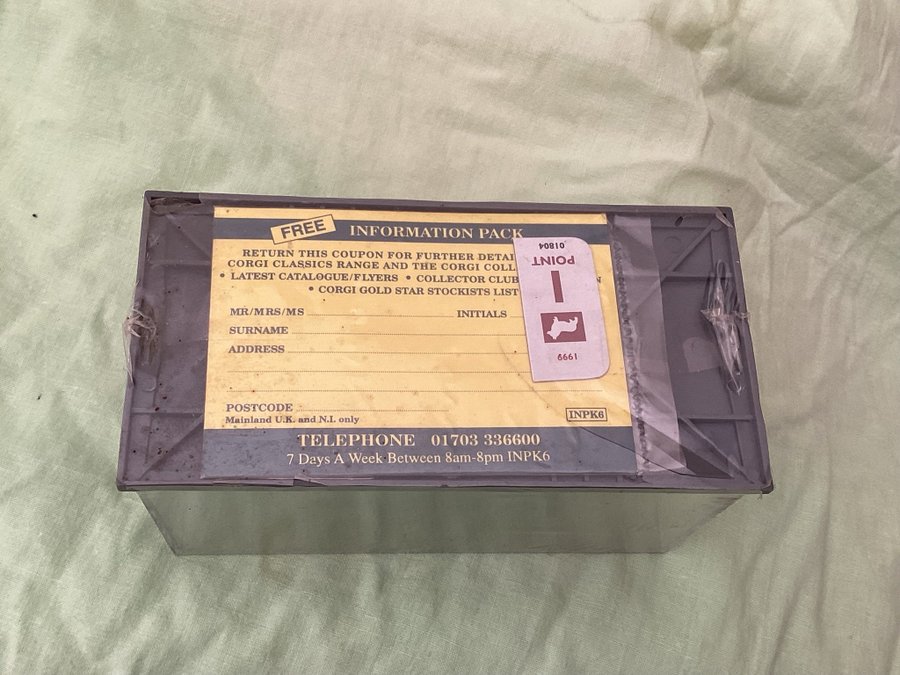 FREE INFORMATION PACK
RETURN THIS COUPON FOR FURTHER
CORGI CLASSICS RANGE AND THE CORGI
• LATEST CATALOGUE/FLYERS • COLLECTOR CLUB
• CORGI GOLD STAR STOCKISTS LIST
MR/MRS/MS INITIALS
SURNAME
ADDRESS
POSTCODE
Mainland U.K. and N.I. only
INPK6
TELEPHONE 01703 336600
7 Days A Week Between 8am-8pm INPK6
1999
1
POINT
01804